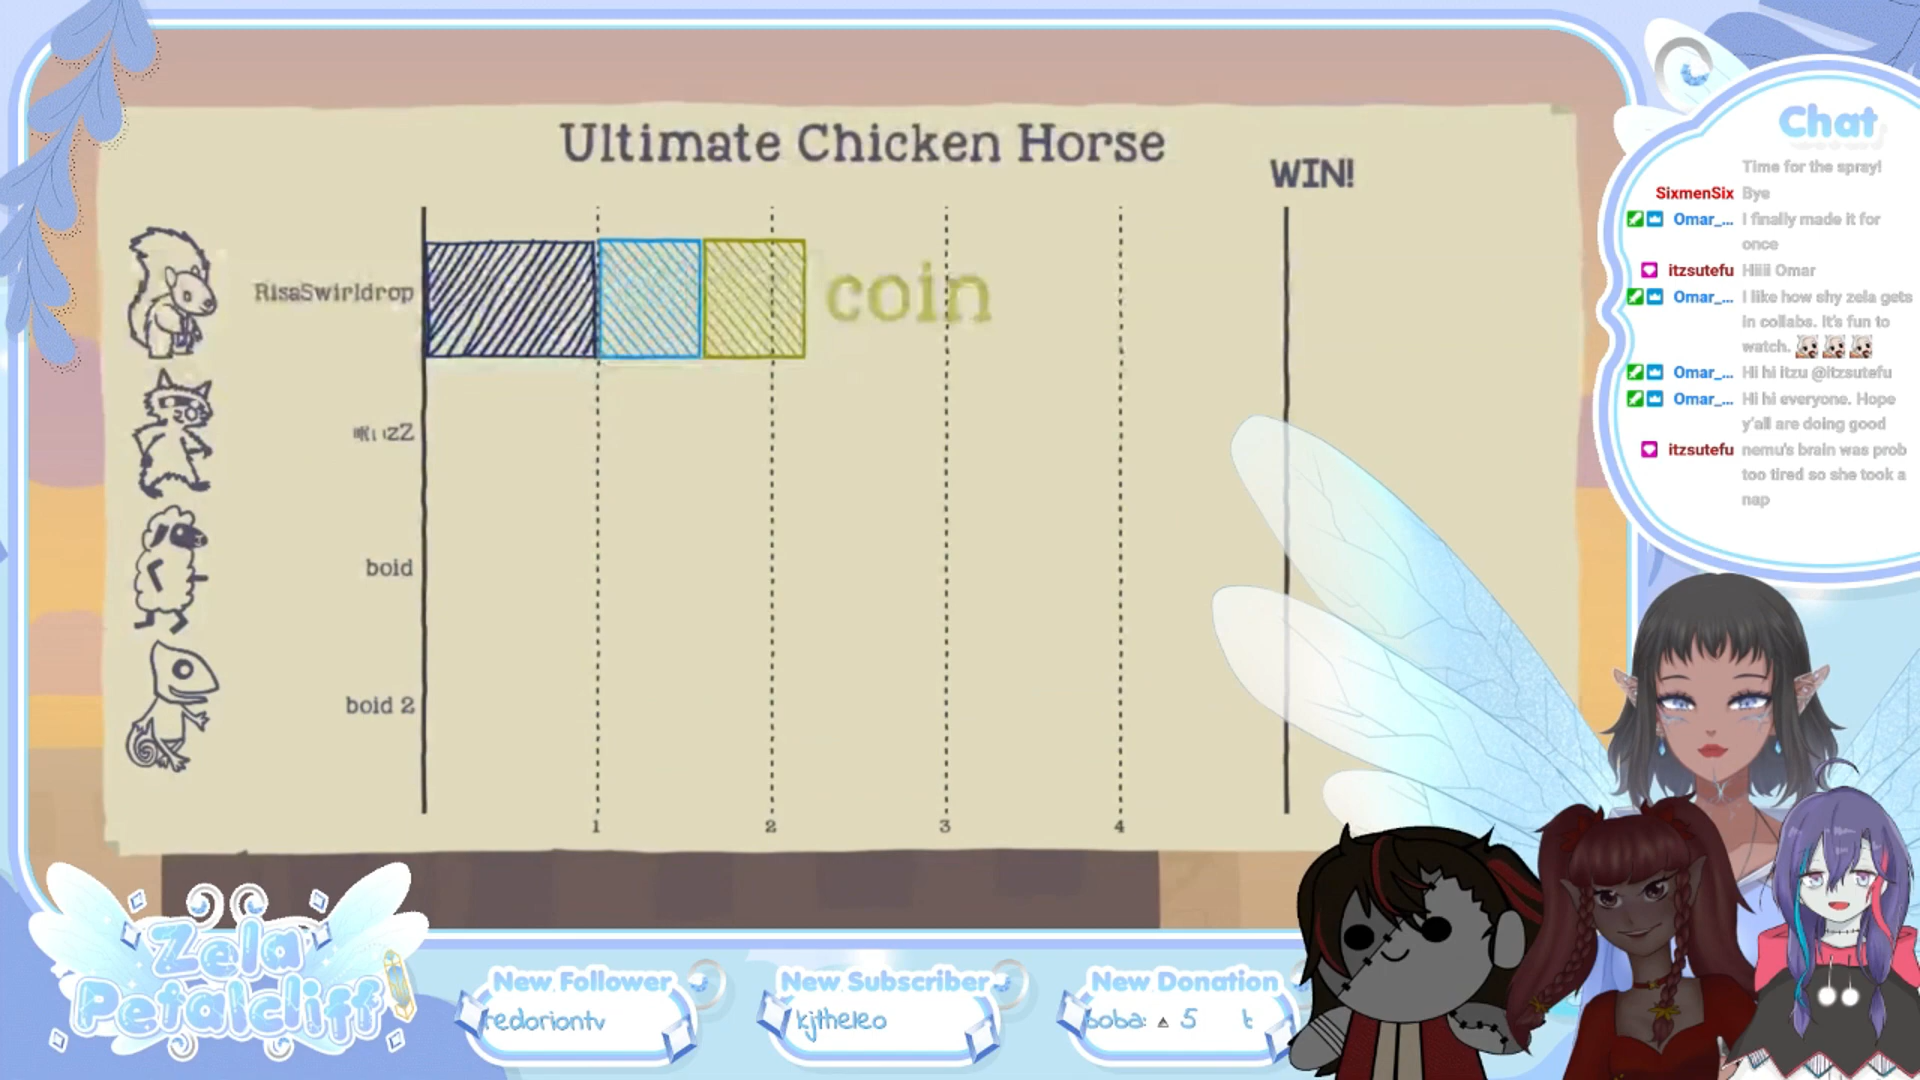 Ultimate Chicken Horse
WIN!
RisaSwirldrop
coin
zZ
boid
boid 2
1 2 3 4
Chat
Time for the spray!
SixmenSix Bye
Omar_... I finally made it for
once
itzsutefu Hiiii Omar
Omar_... I like how shy zela gets
in collabs. It's fun to
watch.
Omar_... Hi hi itzu @itzsutefu
Omar_... Hi hi everyone. Hope
y'all are doing good
itzsutefu nemu's brain was prob
too tired so she took a
nap
Zela
Petalcliff
New Follower
redoriontv
New Subscriber
kjtheleo
New Donation
boba: 5 t